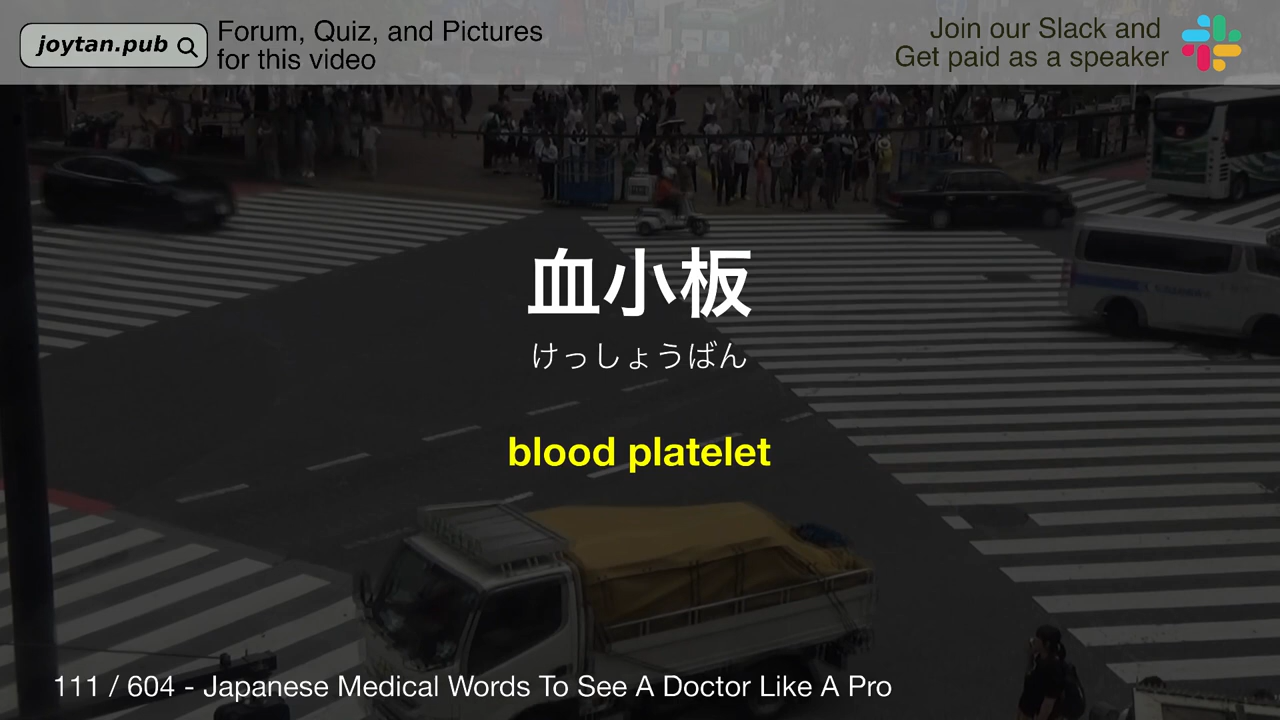 joytan.pub
Forum, Quiz, and Pictures
for this video
Join our Slack and
Get paid as a speaker
血小板
けっしょうばん
blood platelet
111 / 604 - Japanese Medical Words To See A Doctor Like A Pro